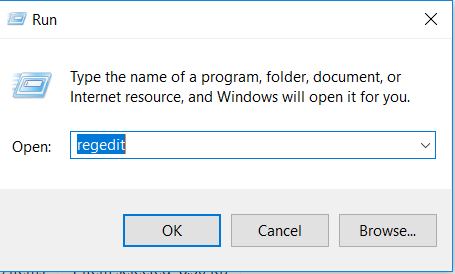 Run
Type the name of a program, folder, document, or
Internet resource, and Windows will open it for you.
Open: regedit
OK Cancel Browse...